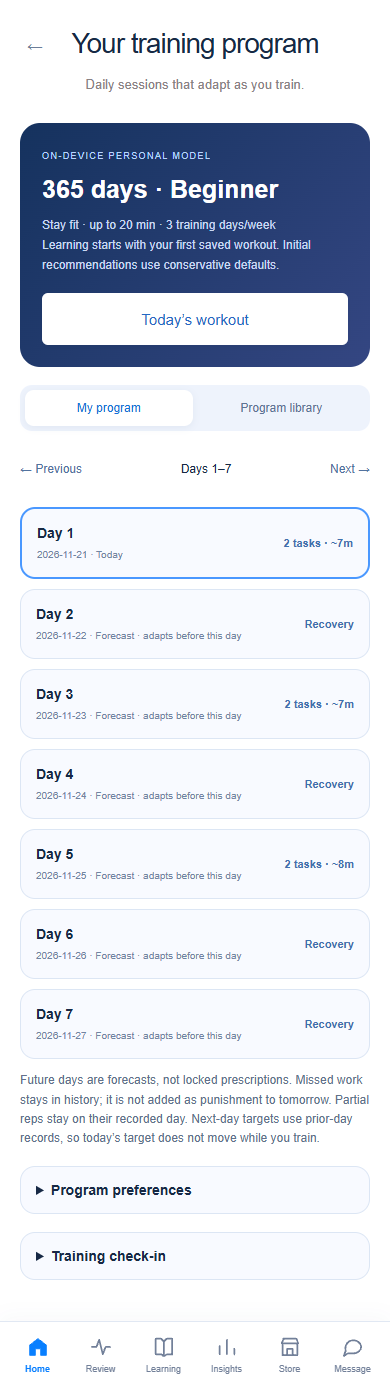 ← Your training program
Daily sessions that adapt as you train.
ON-DEVICE PERSONAL MODEL
365 days · Beginner
Stay fit · up to 20 min · 3 training days/week
Learning starts with your first saved workout. Initial
recommendations use conservative defaults.
Today's workout
My program Program library
← Previous Days 1–7 Next →
Day 1
2026-11-21 · Today
2 tasks · ~7m
Day 2
2026-11-22 · Forecast · adapts before this day
Recovery
Day 3
2026-11-23 · Forecast · adapts before this day
2 tasks · ~7m
Day 4
2026-11-24 · Forecast · adapts before this day
Recovery
Day 5
2026-11-25 · Forecast · adapts before this day
2 tasks · ~8m
Day 6
2026-11-26 · Forecast · adapts before this day
Recovery
Day 7
2026-11-27 · Forecast · adapts before this day
Recovery
Future days are forecasts, not locked prescriptions. Missed work
stays in history; it is not added as punishment to tomorrow. Partial
reps stay on their recorded day. Next-day targets use prior-day
records, so today's target does not move while you train.
▶ Program preferences
▶ Training check-in
Home Review Learning Insights Store Message